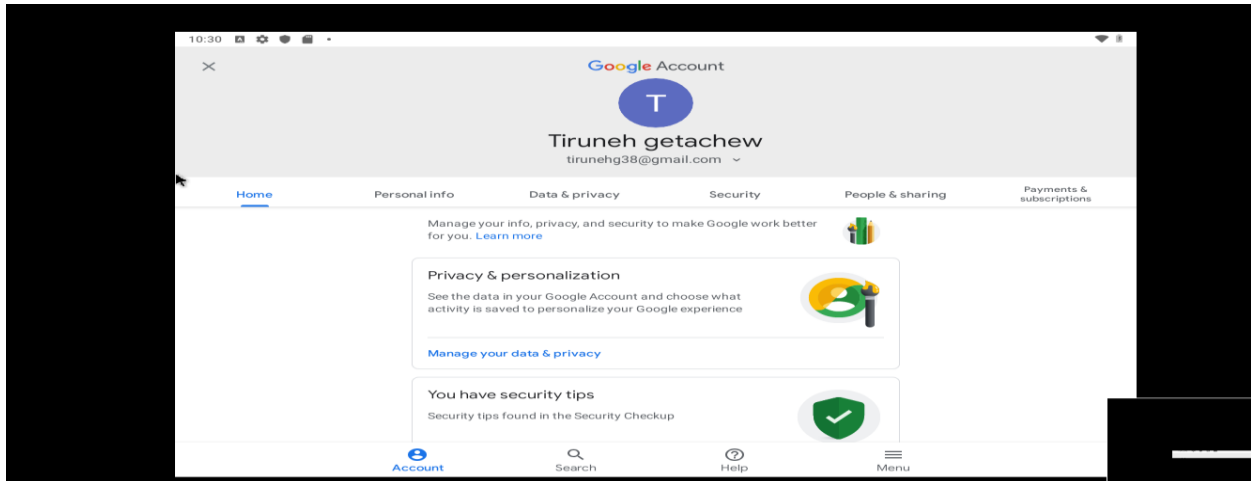 10:30
Google Account
T
Tiruneh getachew
tirunehg38@gmail.com
Home
Personal info
Data & privacy
Security
People & sharing
Payments &
subscriptions
Manage your info, privacy, and security to make Google work better
for you. Learn more
Privacy & personalization
See the data in your Google Account and choose what
activity is saved to personalize your Google experience
Manage your data & privacy
You have security tips
Security tips found in the Security Checkup
Account
Search
Help
Menu